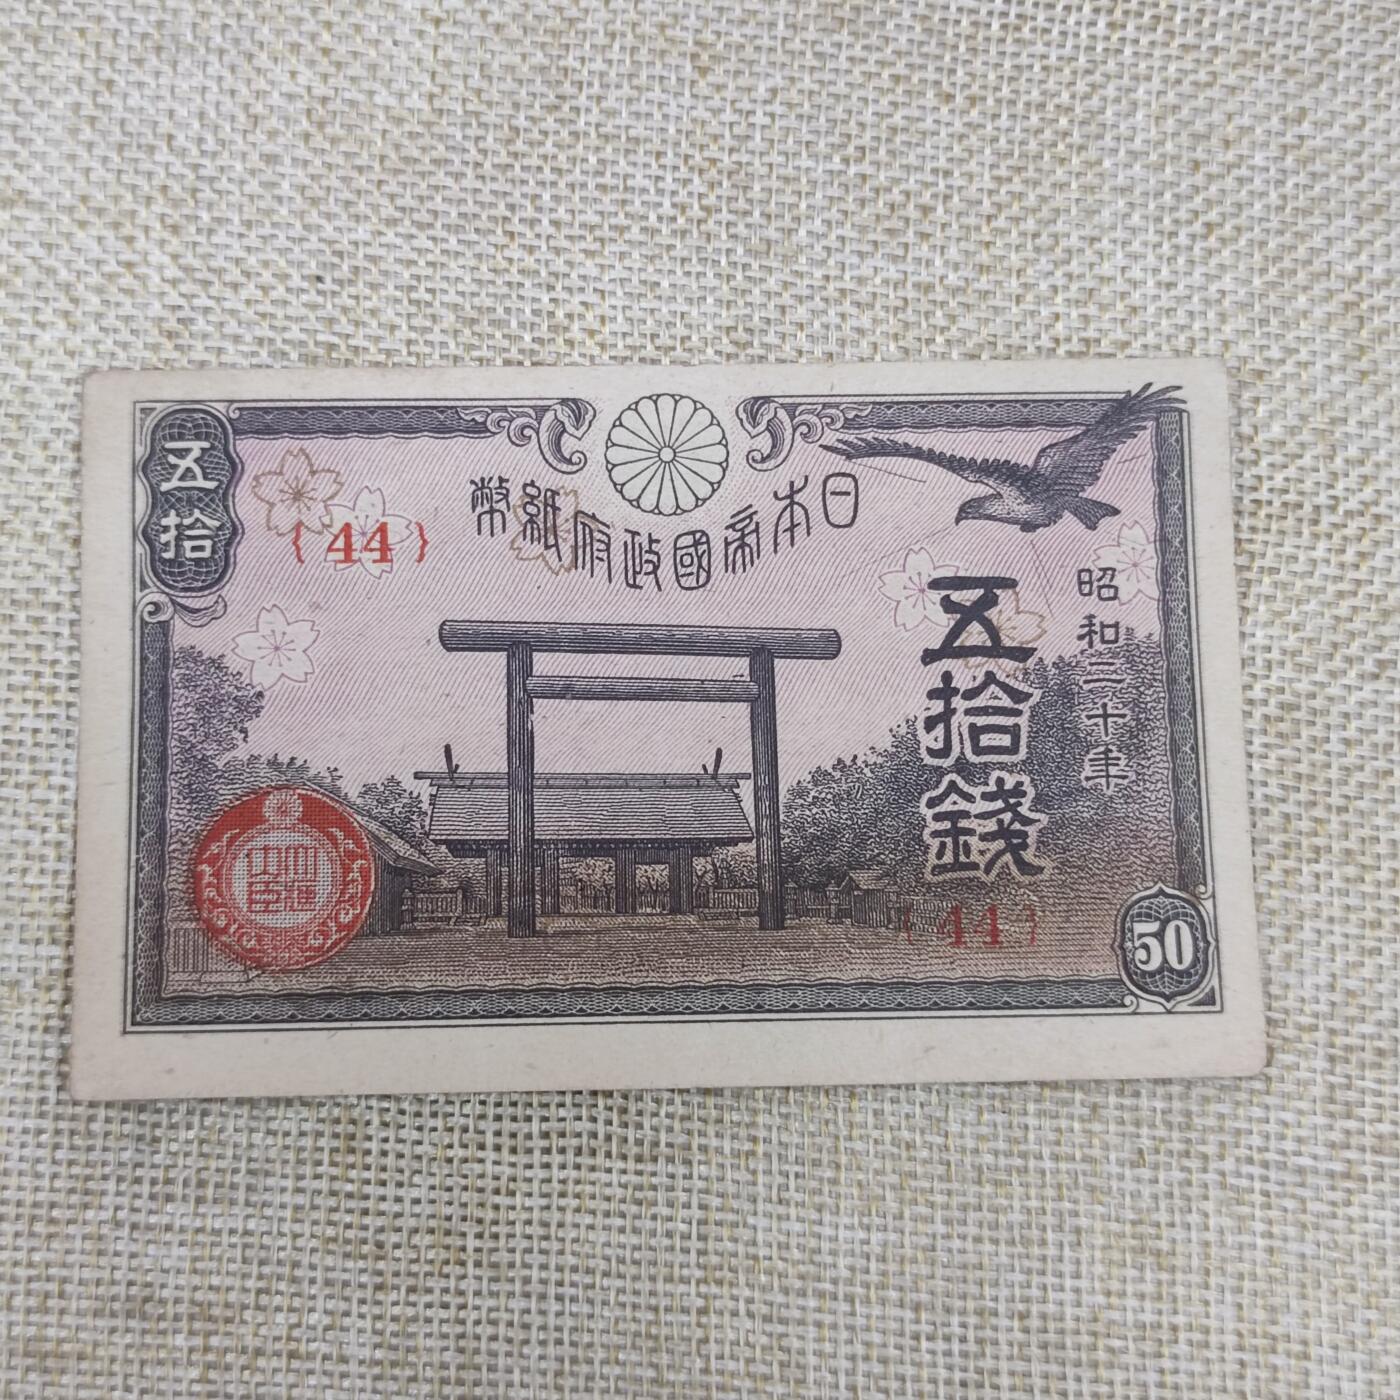 五拾
{44}
日本帝國政府紙幣
五拾錢
昭和二十年
{44}
50